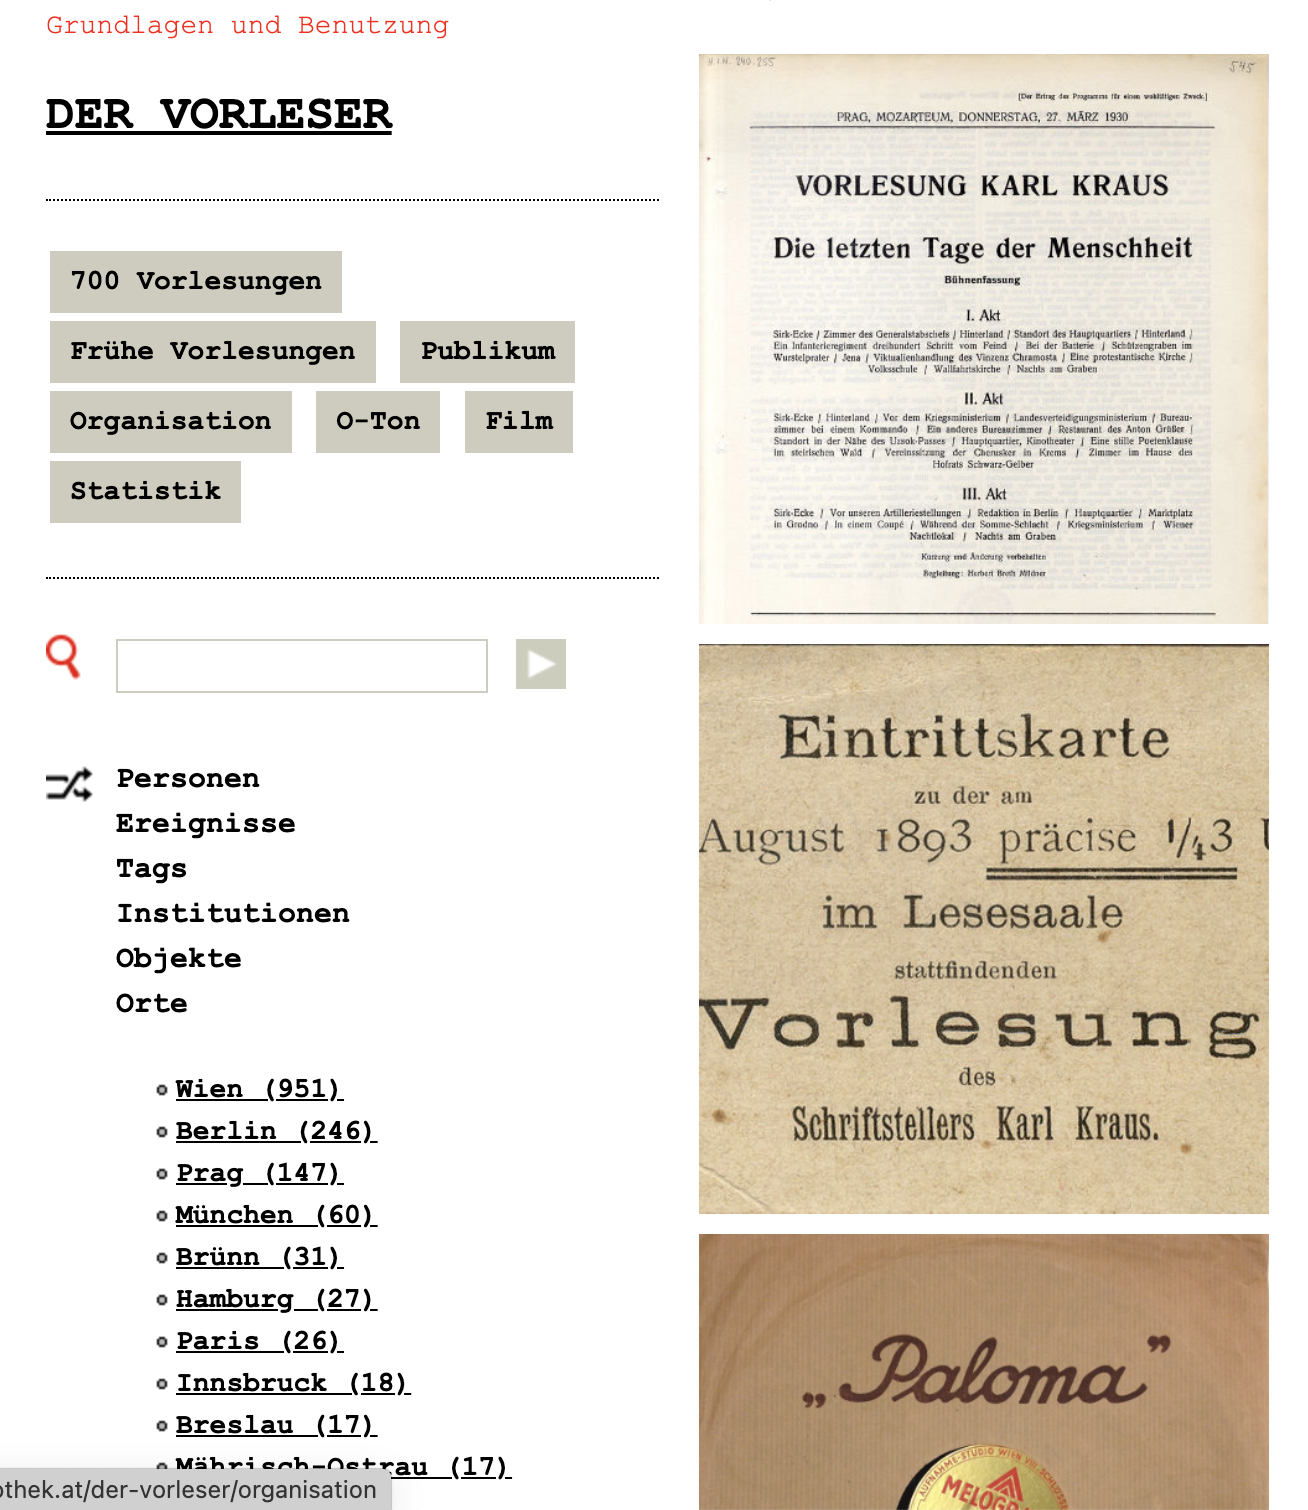 Grundlagen und Benutzung
DER VORLESER
700 Vorlesungen
Frühe Vorlesungen
Publikum
Organisation
O-Ton
Film
Statistik
Personen
Ereignisse
Tags
Institutionen
Objekte
Orte
Wien (951)
Berlin (246)
Prag (147)
München (60)
Brünn (31)
Hamburg (27)
Paris (26)
Innsbruck (18)
Breslau (17)
Mährisch-Ostrau (17)
othek.at/der-vorleser/organisation
H.I.N. 240.255
545
[Der Ertrag des Programms für einen wohltätigen Zweck.]
PRAG, MOZARTEUM, DONNERSTAG, 27. MÄRZ 1930
VORLESUNG KARL KRAUS
Die letzten Tage der Menschheit
Bühnenfassung
I. Akt
Sirk-Ecke / Zimmer des Generalstabschefs / Hinterland / Standort des Hauptquartiers / Hinterland /
Ein Infanterieregiment dreihundert Schritt vom Feind / Bei der Batterie / Schützengraben im
Wurstelprater / Jena / Viktualienhandlung des Vinzenz Chramosta / Eine protestantische Kirche /
Volksschule / Wallfahrtskirche / Nachts am Graben
II. Akt
Sirk-Ecke / Hinterland / Vor dem Kriegsministerium / Landesverteidigungsministerium / Bureau-
zimmer bei einem Kommando / Ein anderes Bureauzimmer / Restaurant des Anton Grüßer /
Standort in der Nähe des Uzsok-Passes / Hauptquartier, Kinotheater / Eine stille Poetenklause
im steirischen Wald / Vereinssitzung der Cherusker in Krems / Zimmer im Hause des
Hofrats Schwarz-Gelber
III. Akt
Sirk-Ecke / Vor unseren Artilleriestellungen / Redaktion in Berlin / Hauptquartier / Marktplatz
in Grodno / In einem Coupé / Während der Somme-Schlacht / Kriegsministerium / Wiener
Nachtlokal / Nachts am Graben
Kürzung und Änderung vorbehalten
Begleitung: Herbert Breth Mildner
Eintrittskarte
zu der am
August 1893 präcise 1/43 U
im Lesesaale
stattfindenden
Vorlesung
des
Schriftstellers Karl Kraus.
„Paloma”
AUFNAHME-STUDIO WIEN VIII. SCHLÖSSE
MELOGRA